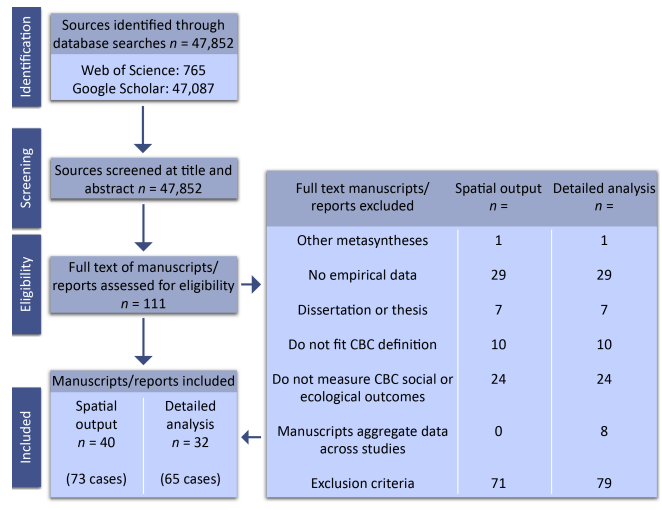 Identification
Sources identified through
database searches n = 47,852
Web of Science: 765
Google Scholar: 47,087
Screening
Sources screened at title and
abstract n = 47,852
Eligibility
Full text of manuscripts/
reports assessed for eligibility
n = 111
Full text manuscripts/
reports excluded
Spatial output
n =
Detailed analysis
n =
Other metasyntheses 1 1
No empirical data 29 29
Dissertation or thesis 7 7
Do not fit CBC definition 10 10
Do not measure CBC social or
ecological outcomes 24 24
Manuscripts aggregate data
across studies 0 8
Exclusion criteria 71 79
Included
Manuscripts/reports included
Spatial
output
n = 40
(73 cases)
Detailed
analysis
n = 32
(65 cases)